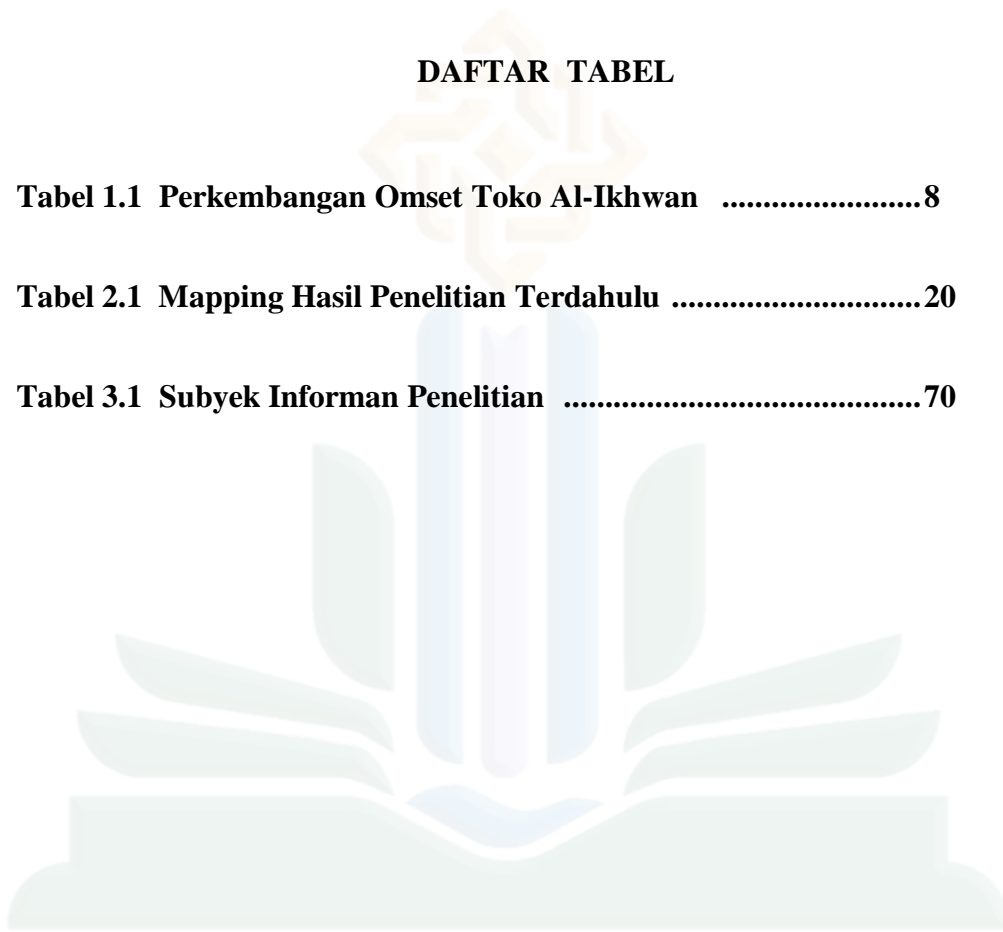 DAFTAR TABEL
Tabel 1.1 Perkembangan Omset Toko Al-Ikhwan ........................8
Tabel 2.1 Mapping Hasil Penelitian Terdahulu ..............................20
Tabel 3.1 Subyek Informan Penelitian ...........................................70